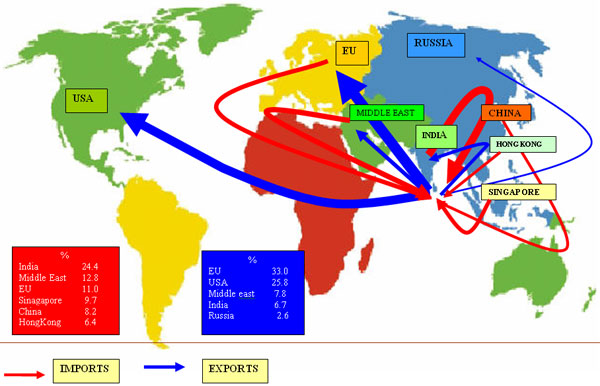 RUSSIA
EU
USA
MIDDLE EAST
CHINA
INDIA
HONGKONG
SINGAPORE
%
India 24.4
Middle East 12.8
EU 11.0
Sinagapore 9.7
China 8.2
HongKong 6.4
%
EU 33.0
USA 25.8
Middle east 7.8
India 6.7
Russia 2.6
IMPORTS
EXPORTS